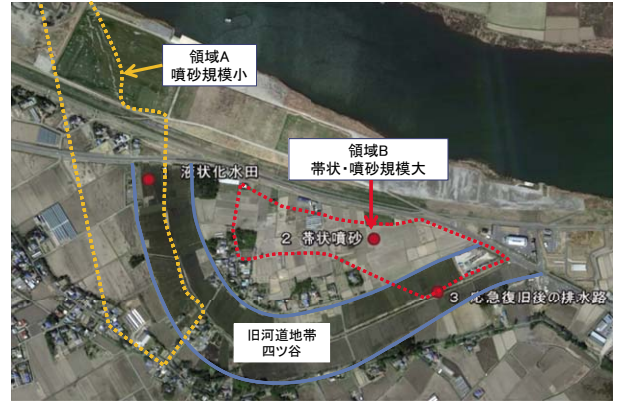 領域A
噴砂規模小
領域B
帯状・噴砂規模大
液状化水田
2 帯状噴砂
3 応急復旧後の排水路
旧河道地帯
四ツ谷